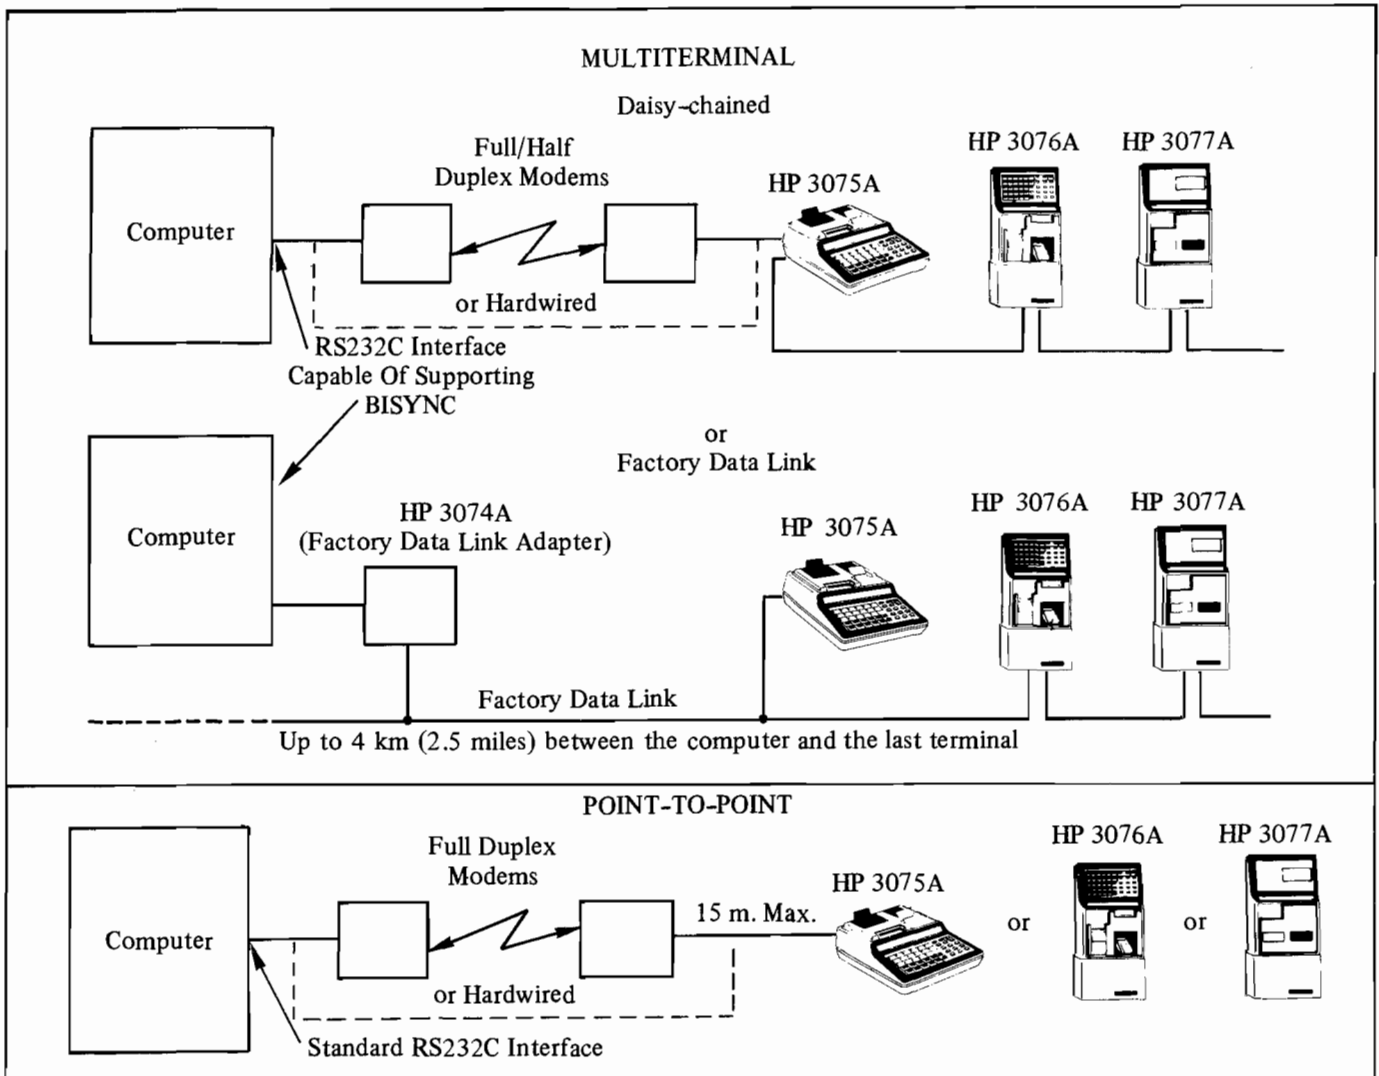 MULTITERMINAL
Daisy-chained
Full/Half
Duplex Modems
HP 3075A
HP 3076A
HP 3077A
Computer
or Hardwired
RS232C Interface
Capable Of Supporting
BISYNC
or
Factory Data Link
HP 3074A
(Factory Data Link Adapter)
HP 3075A
HP 3076A
HP 3077A
Computer
Factory Data Link
Up to 4 km (2.5 miles) between the computer and the last terminal
POINT-TO-POINT
Full Duplex
Modems
HP 3075A
HP 3076A
HP 3077A
15 m. Max.
Computer
or
or
or Hardwired
Standard RS232C Interface